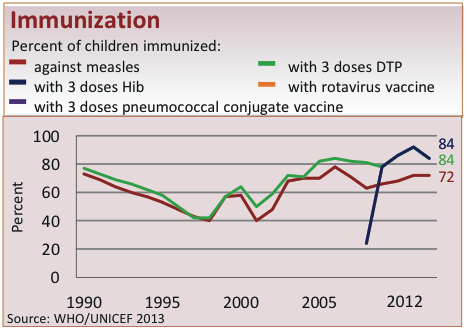 Immunization
Percent of children immunized:
against measles
with 3 doses DTP
with 3 doses Hib
with rotavirus vaccine
with 3 doses pneumococcal conjugate vaccine
100
80
60
40
20
0
Percent
84
84
72
1990 1995 2000 2005 2012
Source: WHO/UNICEF 2013